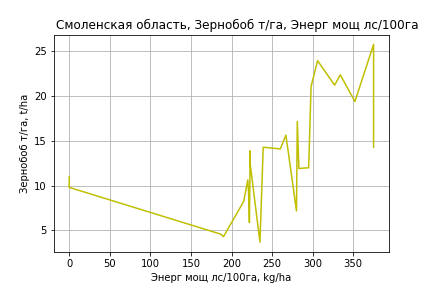 Смоленская область, Зернобоб т/га, Энерг мощ лс/100га
25
20
15
10
5
Зернобоб т/га, t/ha
0 50 100 150 200 250 300 350
Энерг мощ лс/100га, kg/ha